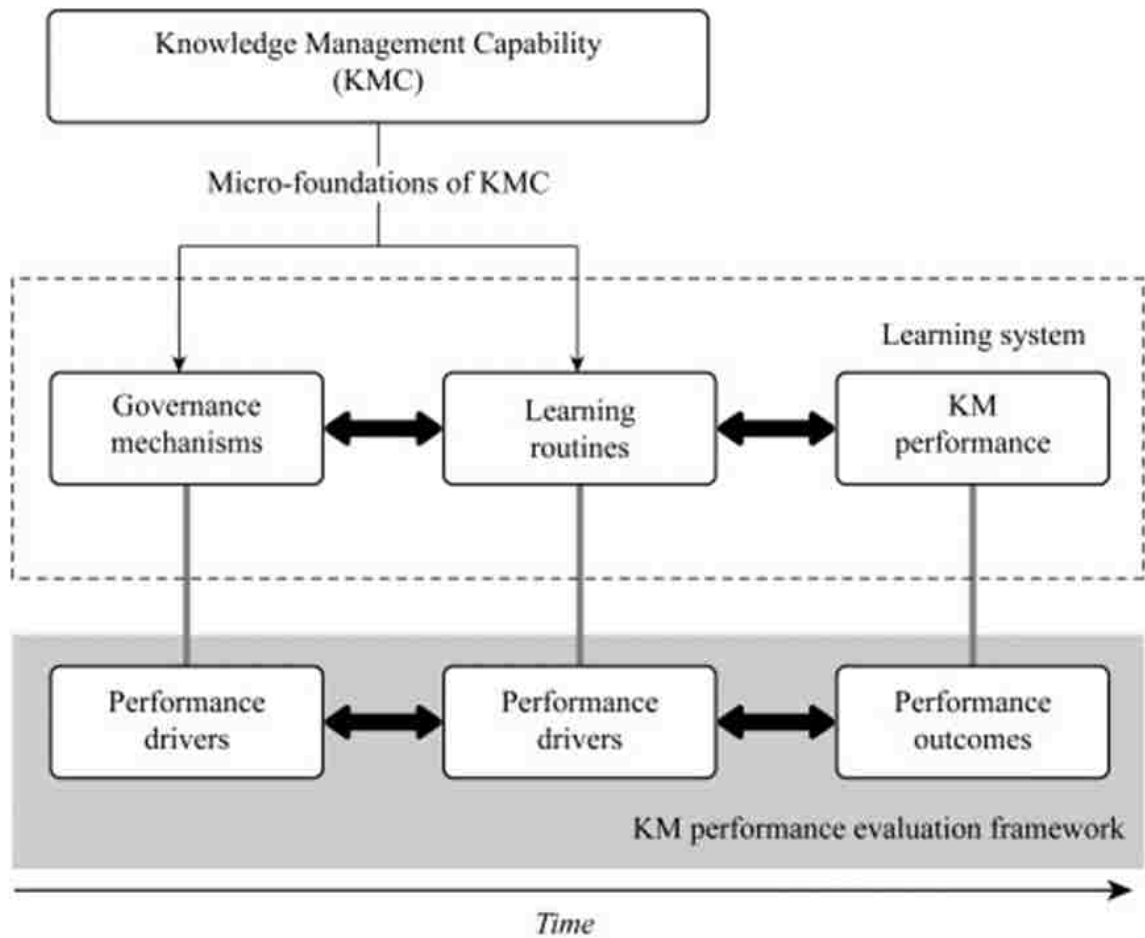 Knowledge Management Capability
(KMC)
Micro-foundations of KMC
Learning system
Governance
mechanisms
Learning
routines
KM
performance
Performance
drivers
Performance
drivers
Performance
outcomes
KM performance evaluation framework
Time